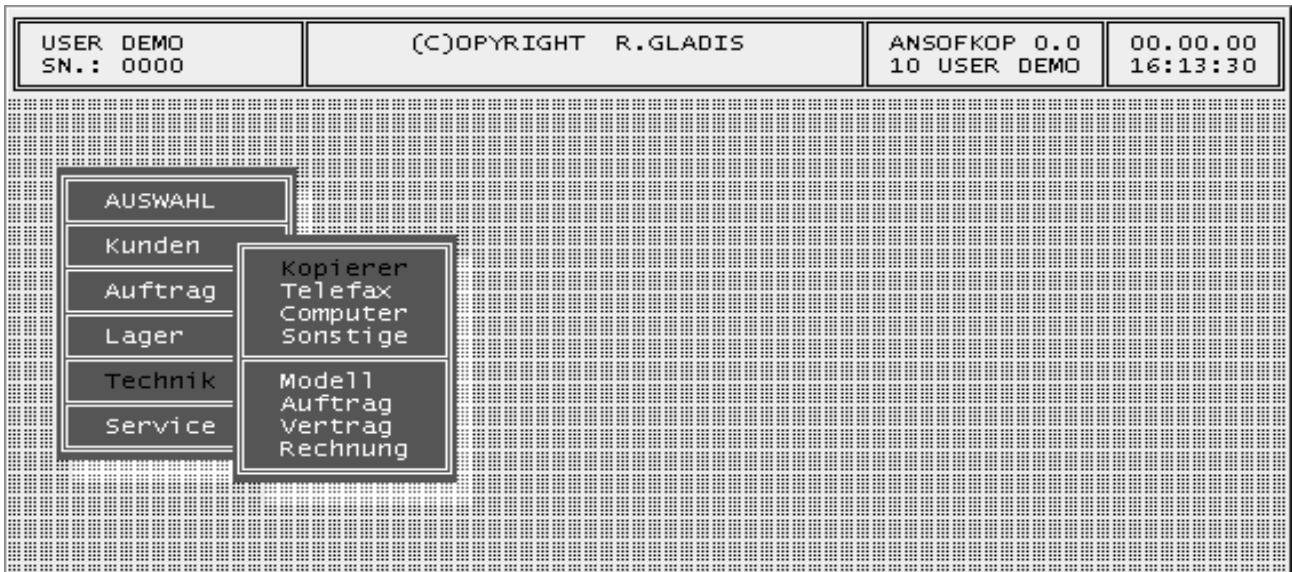 USER DEMO
SN.: 0000
(C)OPYRIGHT R.GLADIS
ANSOFKOP 0.0
10 USER DEMO
00.00.00
16:13:30
AUSWAHL
Kunden
Auftrag
Lager
Technik
Service
Kopierer
Telefax
Computer
Sonstige
Modell
Auftrag
Vertrag
Rechnung